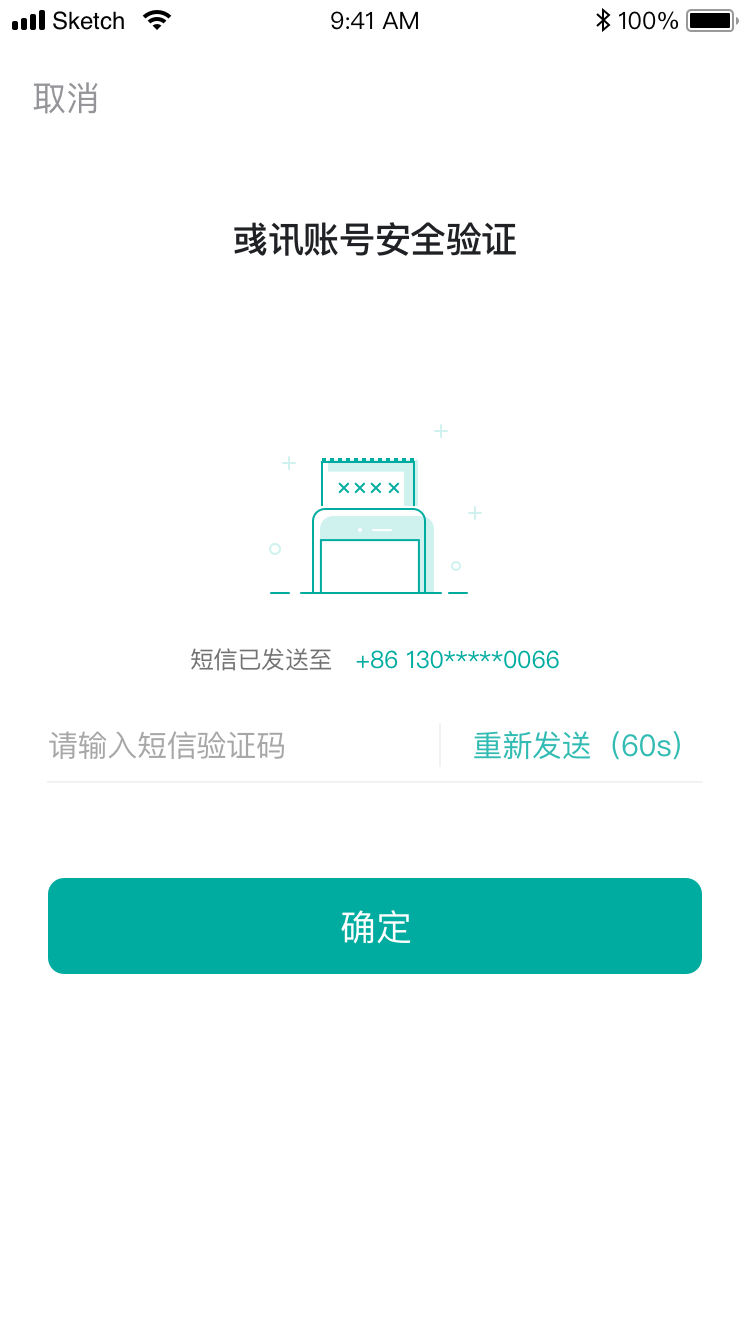 Sketch 9:41 AM 100%
取消
彧讯账号安全验证
××××
短信已发送至 +86 130*****0066
请输入短信验证码 重新发送（60s）
确定